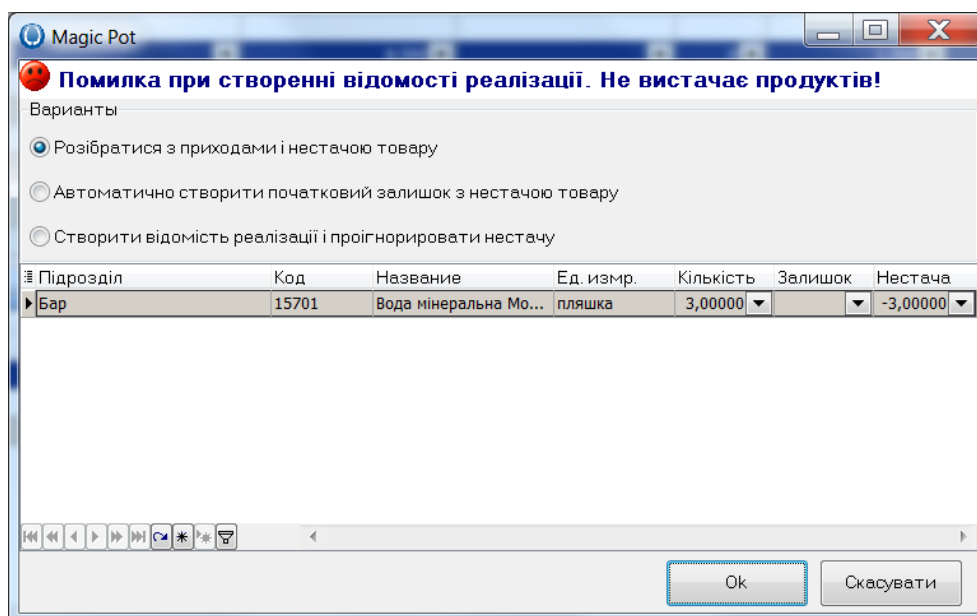 Magic Pot
Помилка при створенні відомості реалізації. Не вистачає продуктів!
Варианты
Розібратися з приходами і нестачою товару
Автоматично створити початковий залишок з нестачою товару
Створити відомість реалізації і проігнорировати нестачу
Підрозділ Код Название Ед. измр. Кількість Залишок Нестача
Бар 15701 Вода мінеральна Мо... пляшка 3,00000 -3,00000
Ok Скасувати